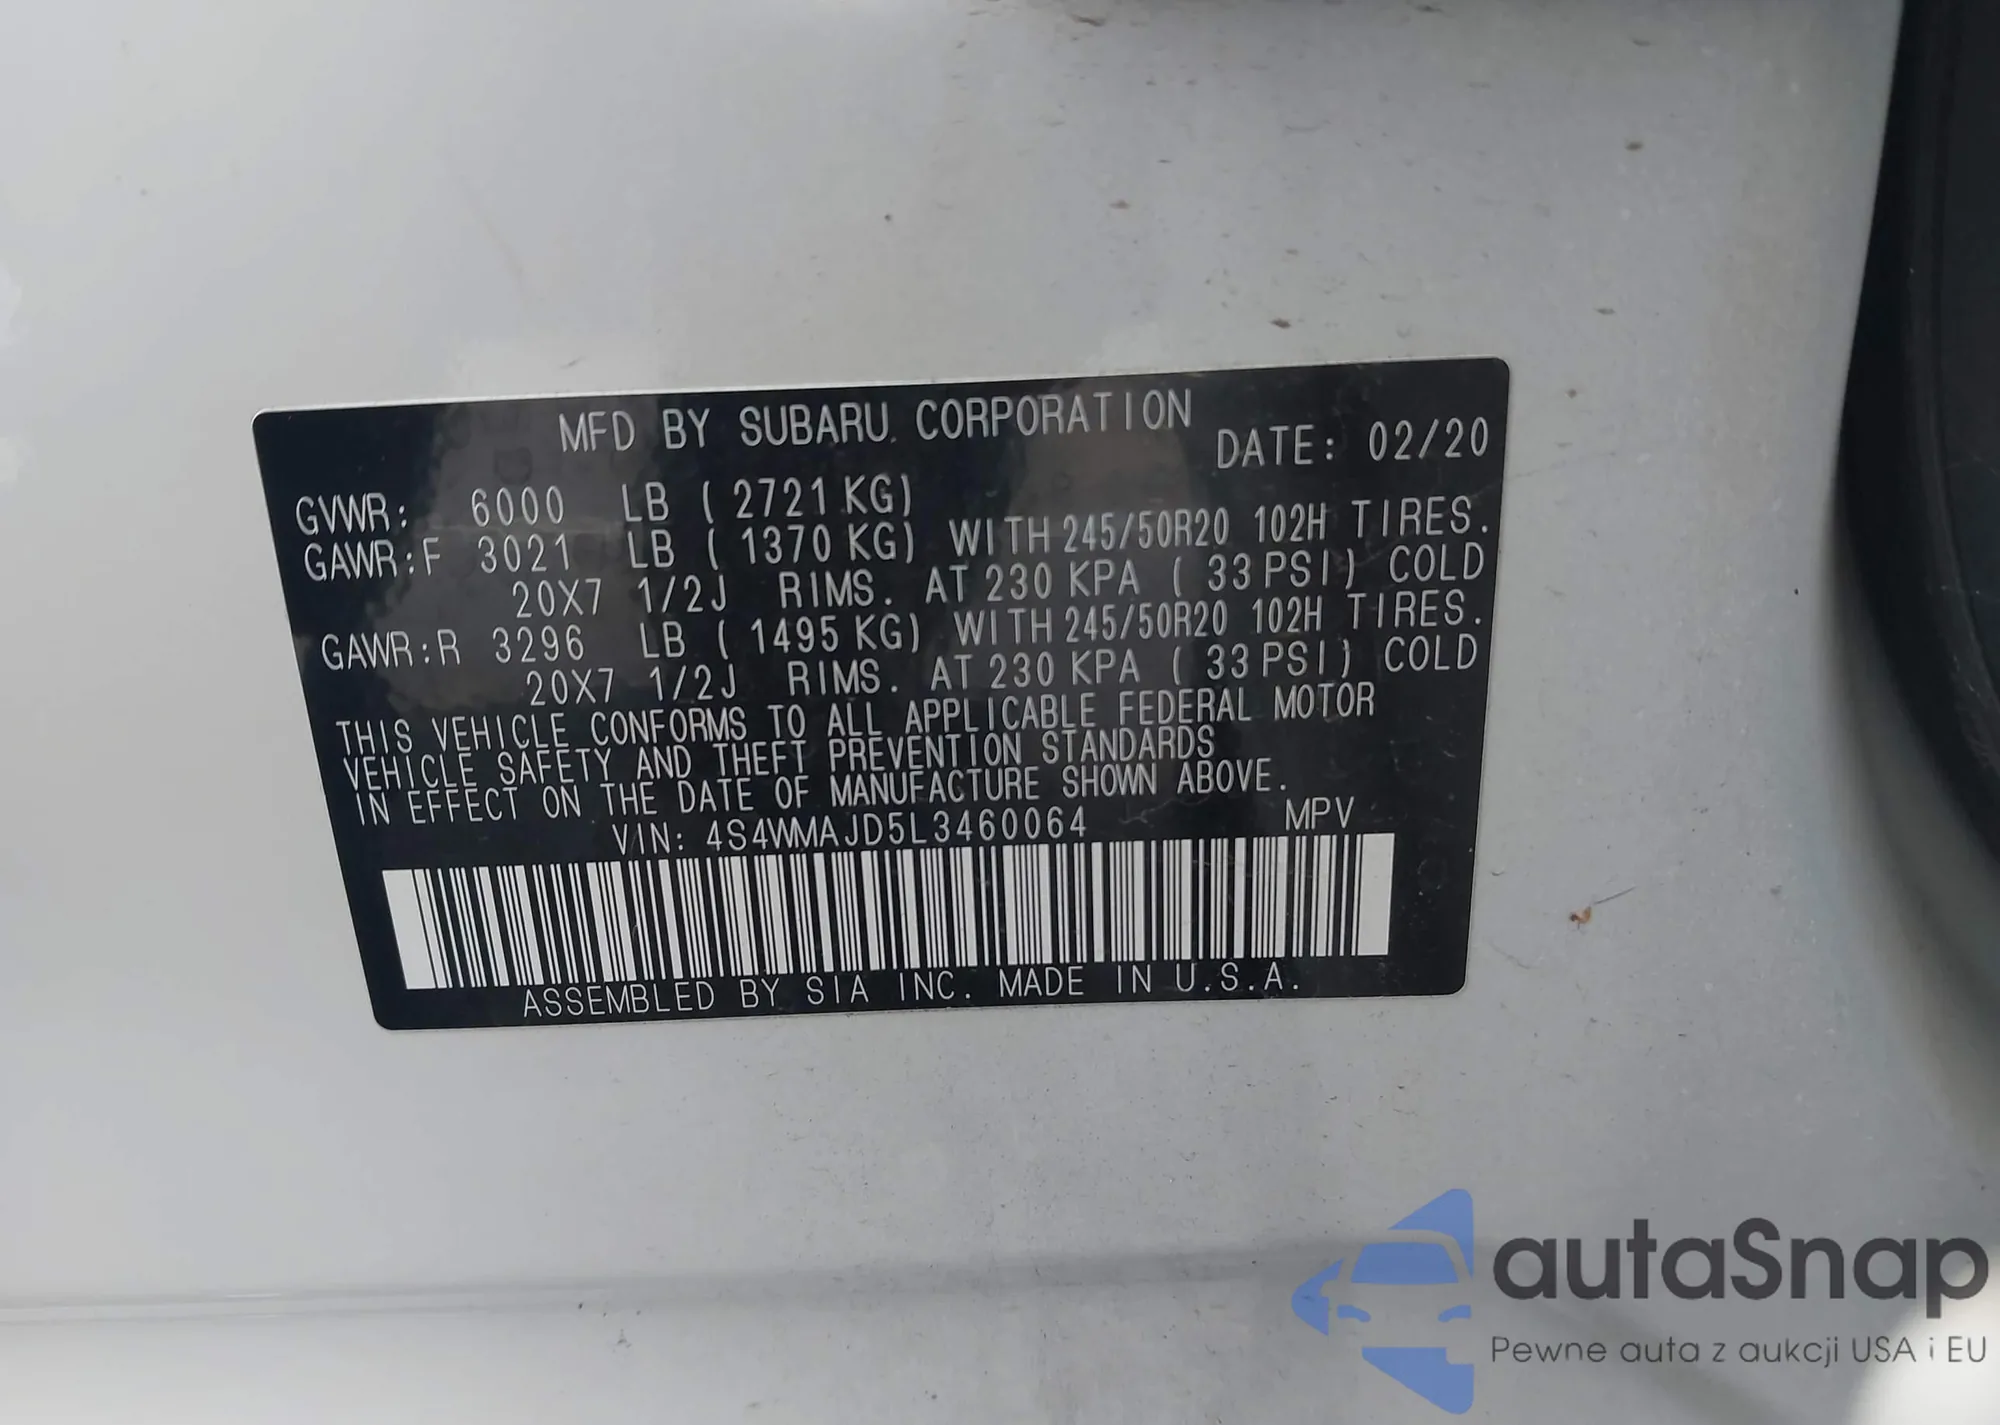 MFD BY SUBARU CORPORATION DATE: 02/20
GVWR: 6000 LB ( 2721 KG)
GAWR:F 3021 LB ( 1370 KG) WITH 245/50R20 102H TIRES.
20X7 1/2J RIMS. AT 230 KPA ( 33 PSI) COLD
GAWR:R 3296 LB ( 1495 KG) WITH 245/50R20 102H TIRES.
20X7 1/2J RIMS. AT 230 KPA ( 33 PSI) COLD
THIS VEHICLE CONFORMS TO ALL APPLICABLE FEDERAL MOTOR
VEHICLE SAFETY AND THEFT PREVENTION STANDARDS
IN EFFECT ON THE DATE OF MANUFACTURE SHOWN ABOVE.
VIN: 4S4WMAJD5L3460064 MPV
ASSEMBLED BY SIA INC. MADE IN U.S.A.
autaSnap
Pewne auta z aukcji USA i EU